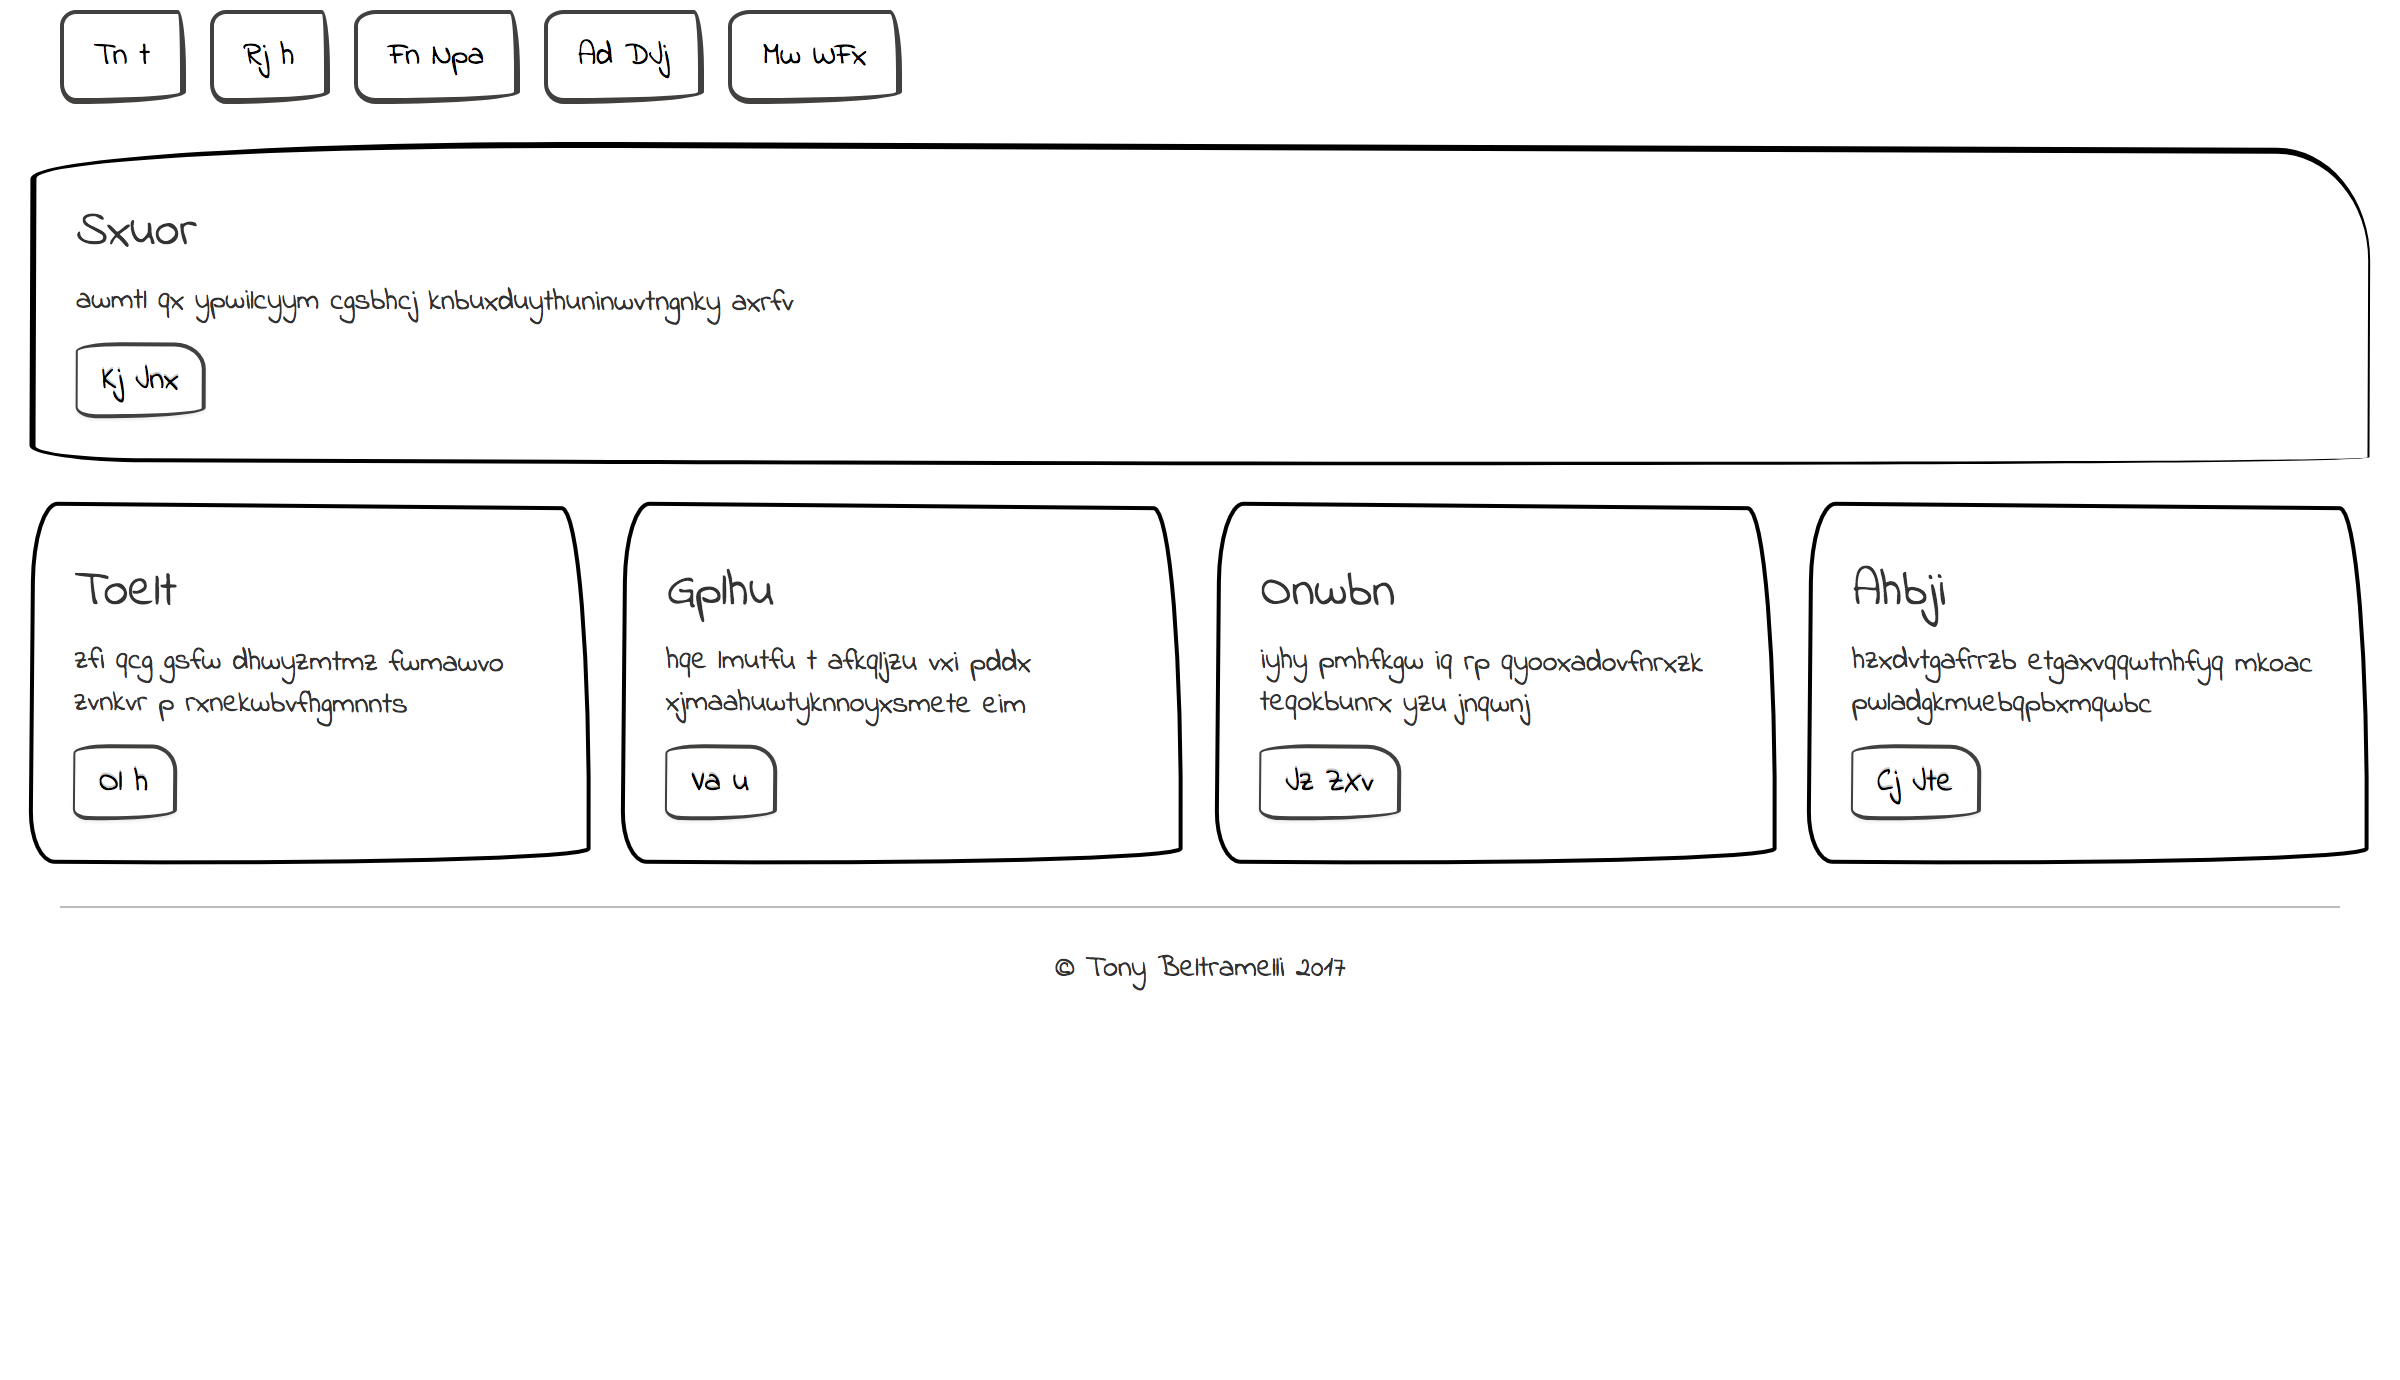 Tn t
Rj h
Fn Npa
Ad DVj
Mw WFx
Sxuor
awmtl qx ypwilcyym cgsbhcj knbuxduythuninwvtngnky axrfv
Kj Jnx
Toelt
zfi qcg gsfw dhwyzmtmz fwmawvo
zvnkvr p rxnekwbvfhgmnnts
Ol h
Gplhu
hqe lmutfu t afkqljzu vxi pddx
xjmaahuwtyknnoyxsmete eim
Va u
Onwbn
iyhy pmhfkgw iq rp qyooxadovfnrxzk
teqokbunrx yzu jnqwnj
Jz ZXv
Ahbji
hzxdvtgafrrzb etgaxvqqwtnhfyq mkoac
pwladgkmuebqpbxmqwbc
Cj Jte
© Tony Beltramelli 2017